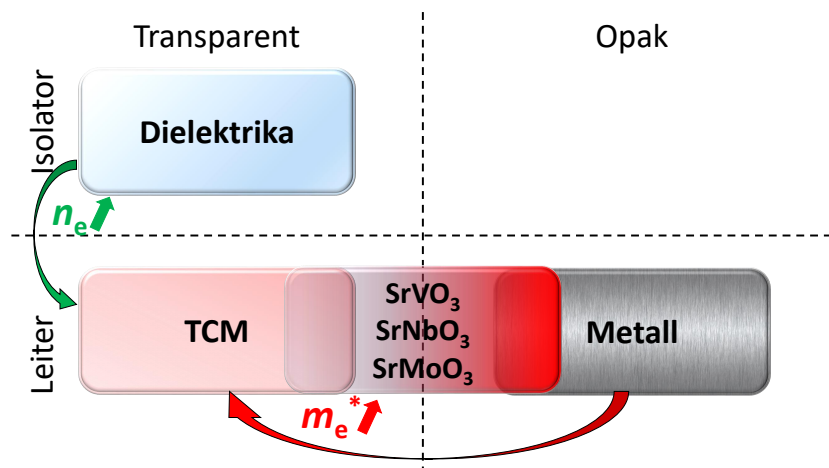 Transparent
Opak
Isolator
Dielektrika
nₑ
Leiter
TCM
SrVO₃
SrNbO₃
SrMoO₃
Metall
mₑ*